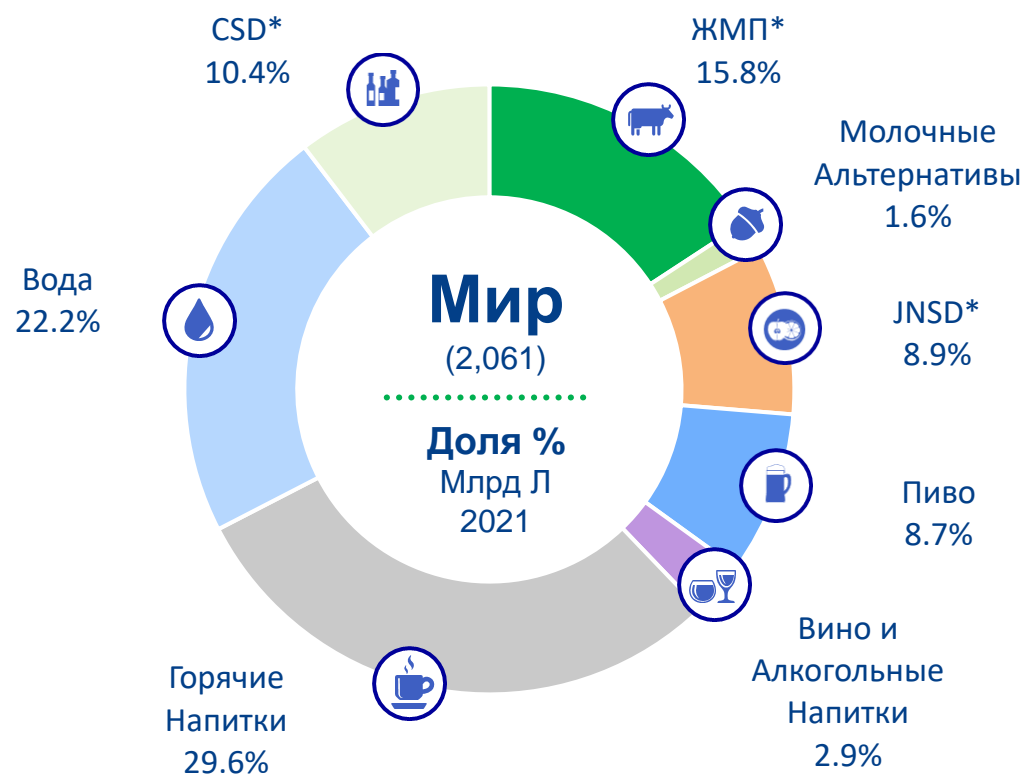 CSD*
10.4%
ЖМП*
15.8%
Молочные
Альтернативы
1.6%
JNSD*
8.9%
Пиво
8.7%
Вино и
Алкогольные
Напитки
2.9%
Горячие
Напитки
29.6%
Вода
22.2%
Мир
(2,061)
Доля %
Млрд Л
2021